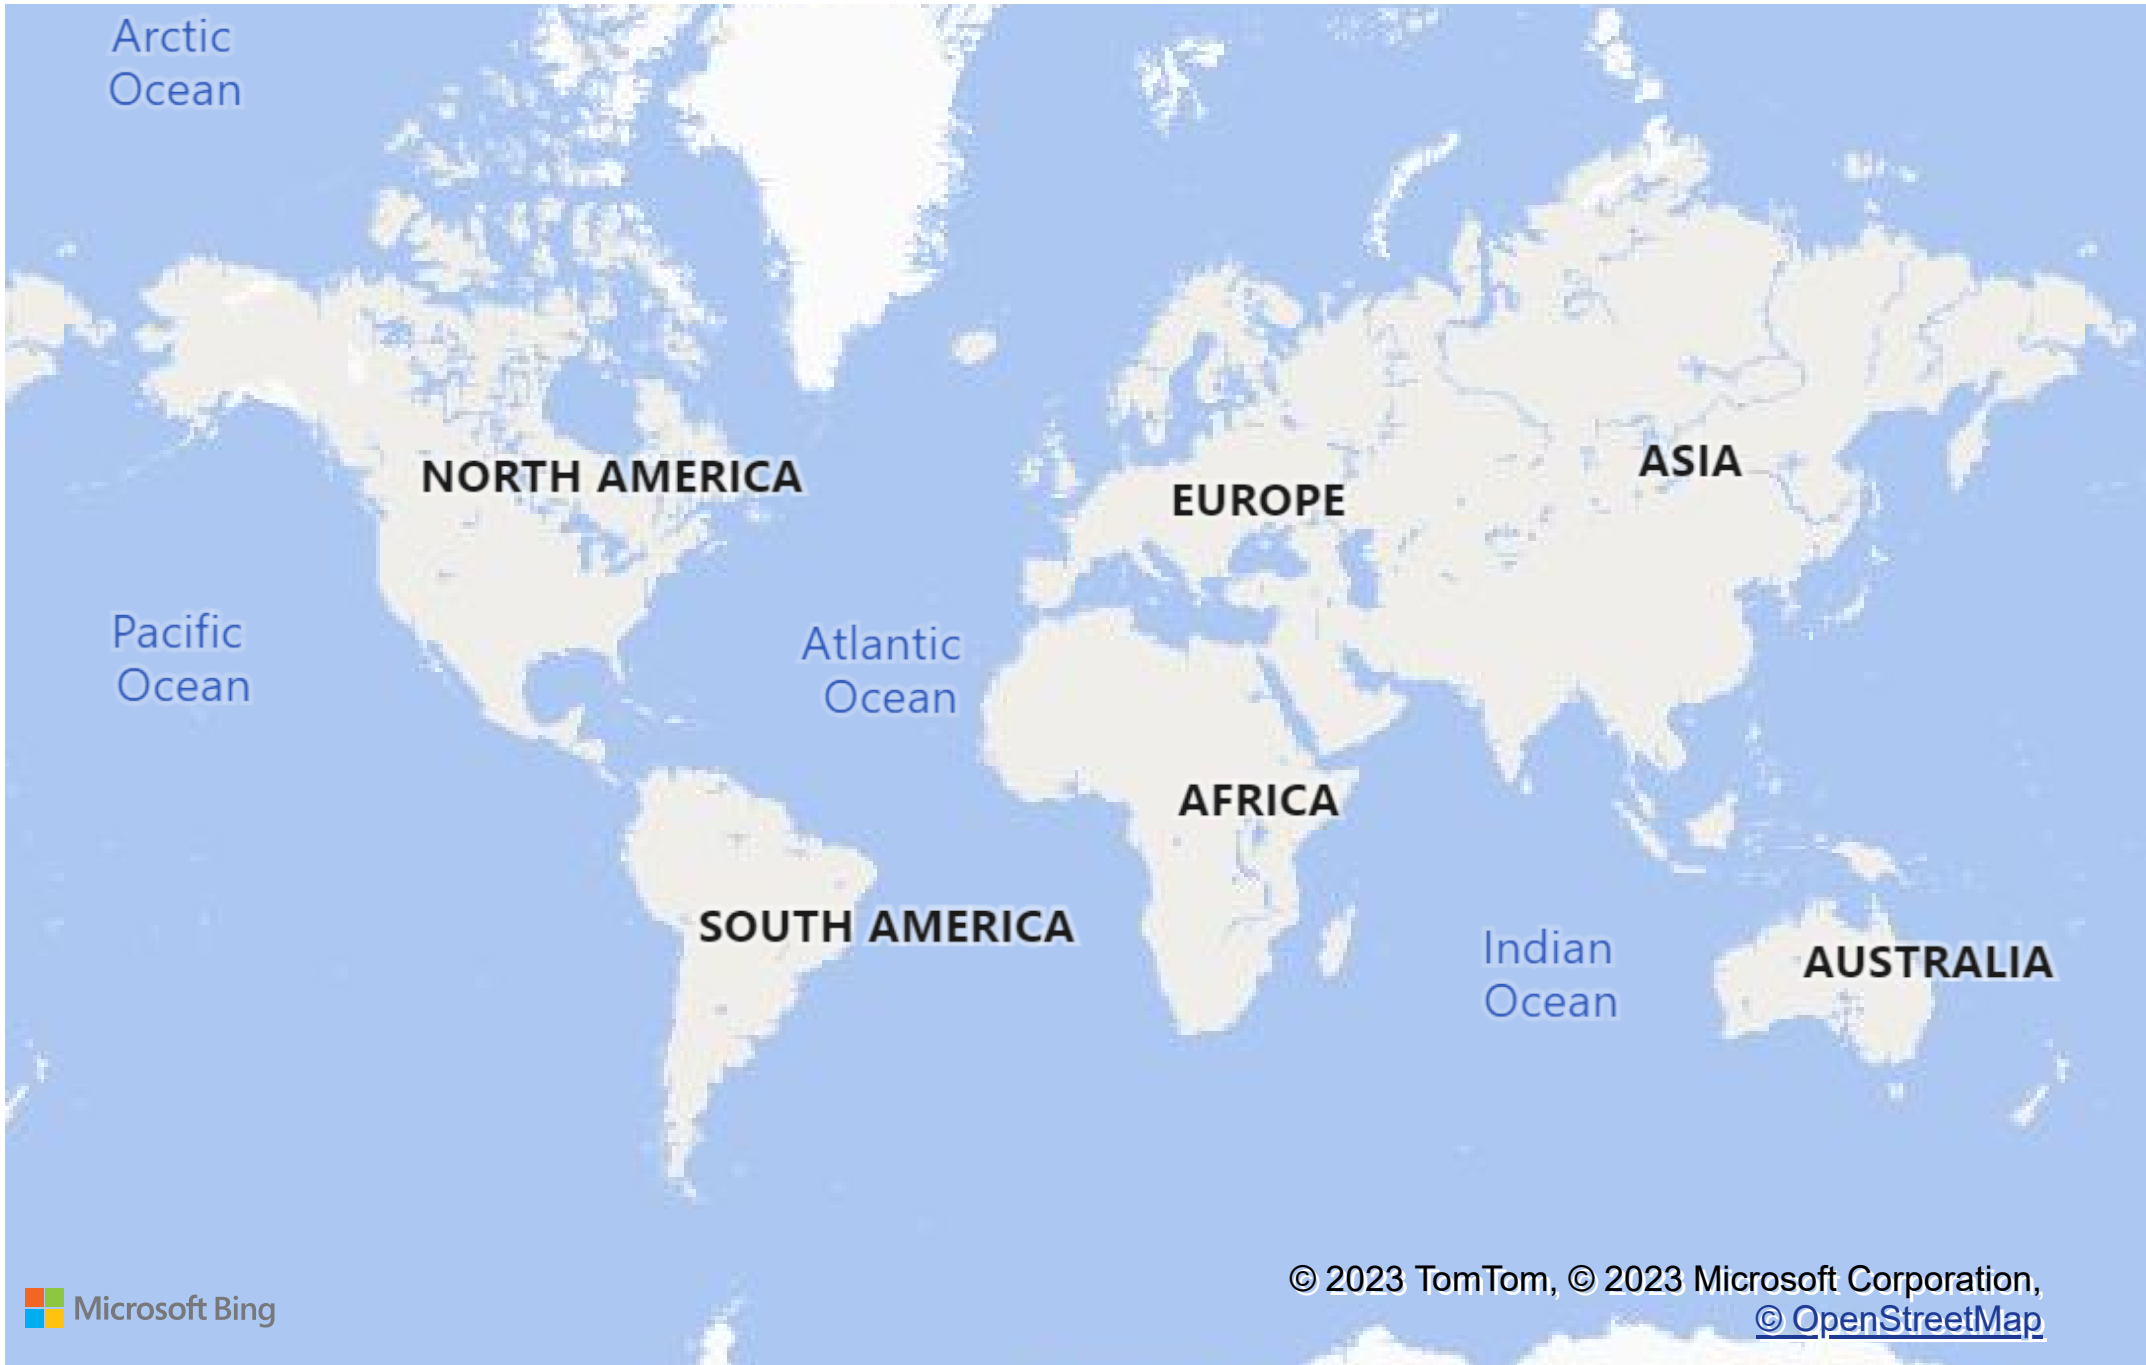 Arctic
Ocean
NORTH AMERICA
EUROPE
ASIA
Pacific
Ocean
Atlantic
Ocean
AFRICA
SOUTH AMERICA
Indian
Ocean
AUSTRALIA
© 2023 TomTom, © 2023 Microsoft Corporation,
© OpenStreetMap
Microsoft Bing